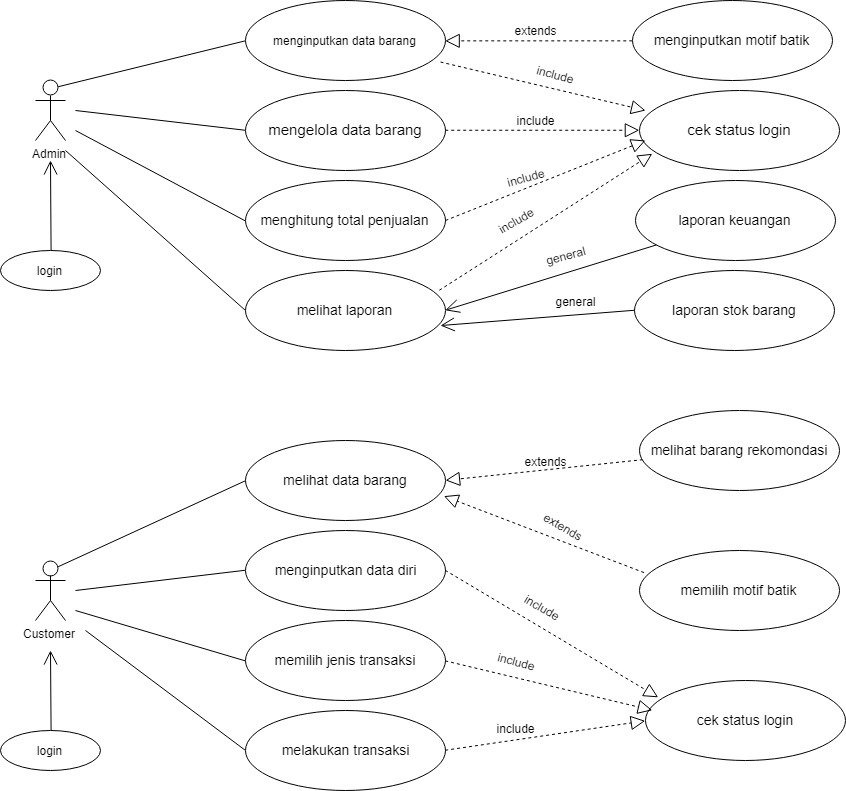 menginputkan data barang
extends
menginputkan motif batik
include
Admin
mengelola data barang
include
cek status login
menghitung total penjualan
include
include
laporan keuangan
general
login
melihat laporan
general
laporan stok barang
melihat data barang
extends
melihat barang rekomondasi
extends
Customer
menginputkan data diri
memilih motif batik
include
memilih jenis transaksi
include
login
melakukan transaksi
include
cek status login